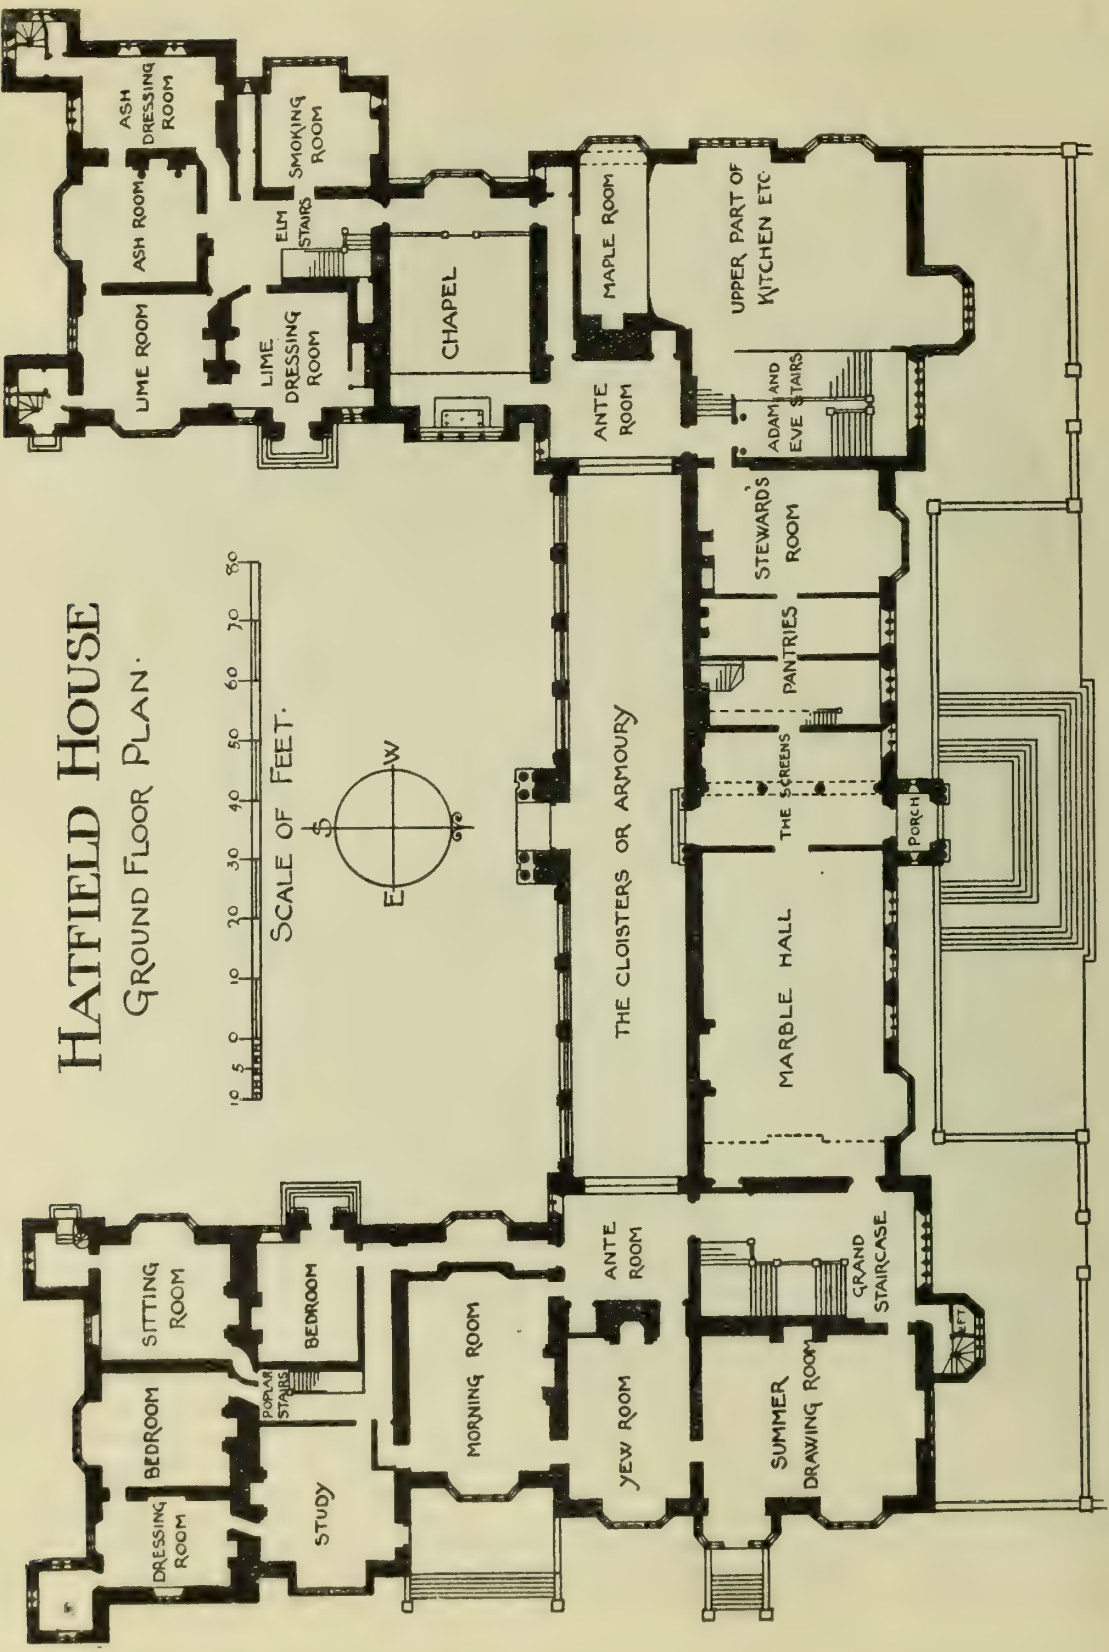 HATFIELD HOUSE
GROUND FLOOR PLAN.
10 5 0 10 20 30 40 50 60 70 80
SCALE OF FEET.
S
E
W
SITTING
ROOM
BEDROOM
DRESSING
ROOM
BEDROOM
POPLAR
STAIRS
STUDY
MORNING ROOM
ANTE
ROOM
YEW ROOM
GRAND
STAIRCASE
LIFT
SUMMER
DRAWING ROOM
THE CLOISTERS OR ARMOURY
MARBLE HALL
THE SCREENS
PORCH
PANTRIES
STEWARD'S
ROOM
ANTE
ROOM
ADAM AND
EVE STAIRS
MAPLE ROOM
UPPER PART OF
KITCHEN ETC.
CHAPEL
LIME ROOM
LIME
DRESSING
ROOM
ELM
STAIRS
ASH ROOM
ASH
DRESSING
ROOM
SMOKING
ROOM